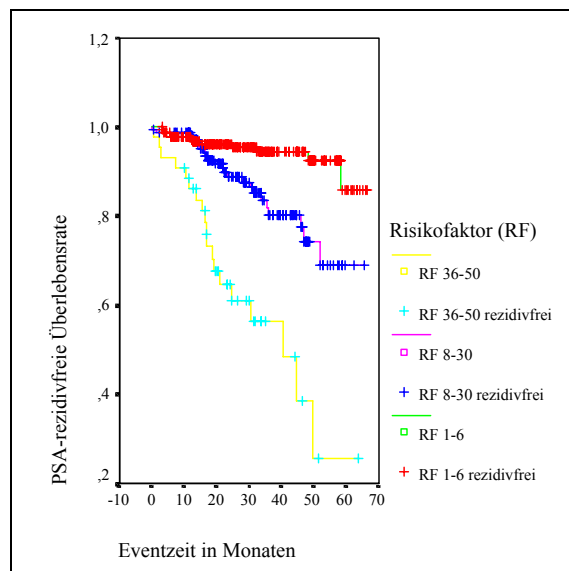 1,2
1,0
,8
,6
,4
,2
-10 0 10 20 30 40 50 60 70
PSA-rezidivfreie Überlebensrate
Eventzeit in Monaten
Risikofaktor (RF)
RF 36-50
RF 36-50 rezidivfrei
RF 8-30
RF 8-30 rezidivfrei
RF 1-6
RF 1-6 rezidivfrei